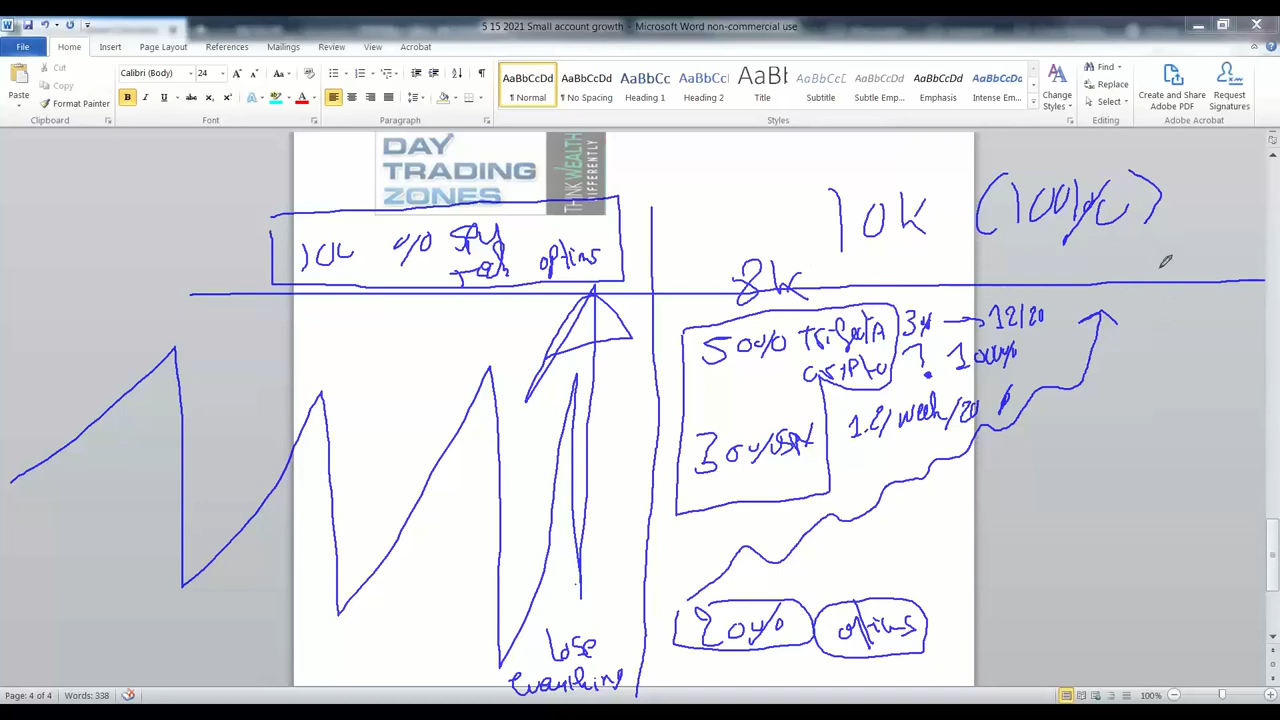 5 15 2021 Small account growth - Microsoft Word non-commercial use
File Home Insert Page Layout References Mailings Review View Acrobat
Cut
Copy
Format Painter
Paste
Clipboard
Calibri (Body) 24
Font
Paragraph
AaBbCcDd AaBbCcDd AaBbCc AaBbCc AaBb AaBbCcDd AaBbCcDd AaBbCcDd AaBbCcDd
¶ Normal ¶ No Spacing Heading 1 Heading 2 Title Subtitle Subtle Emp... Emphasis Intense Em...
Styles
Change Styles
Find
Replace
Select
Editing
Create and Share Adobe PDF
Request Signatures
Adobe Acrobat
DAY
TRADING
ZONES
THINK WEALTH
DIFFERENTLY
options
10K (100%)
8k
50% Trifecta
crypto
3% → 12/20
? 100%
1.2/week/20
30%
lose
everything
20% options
Page: 4 of 4 Words: 338 100%